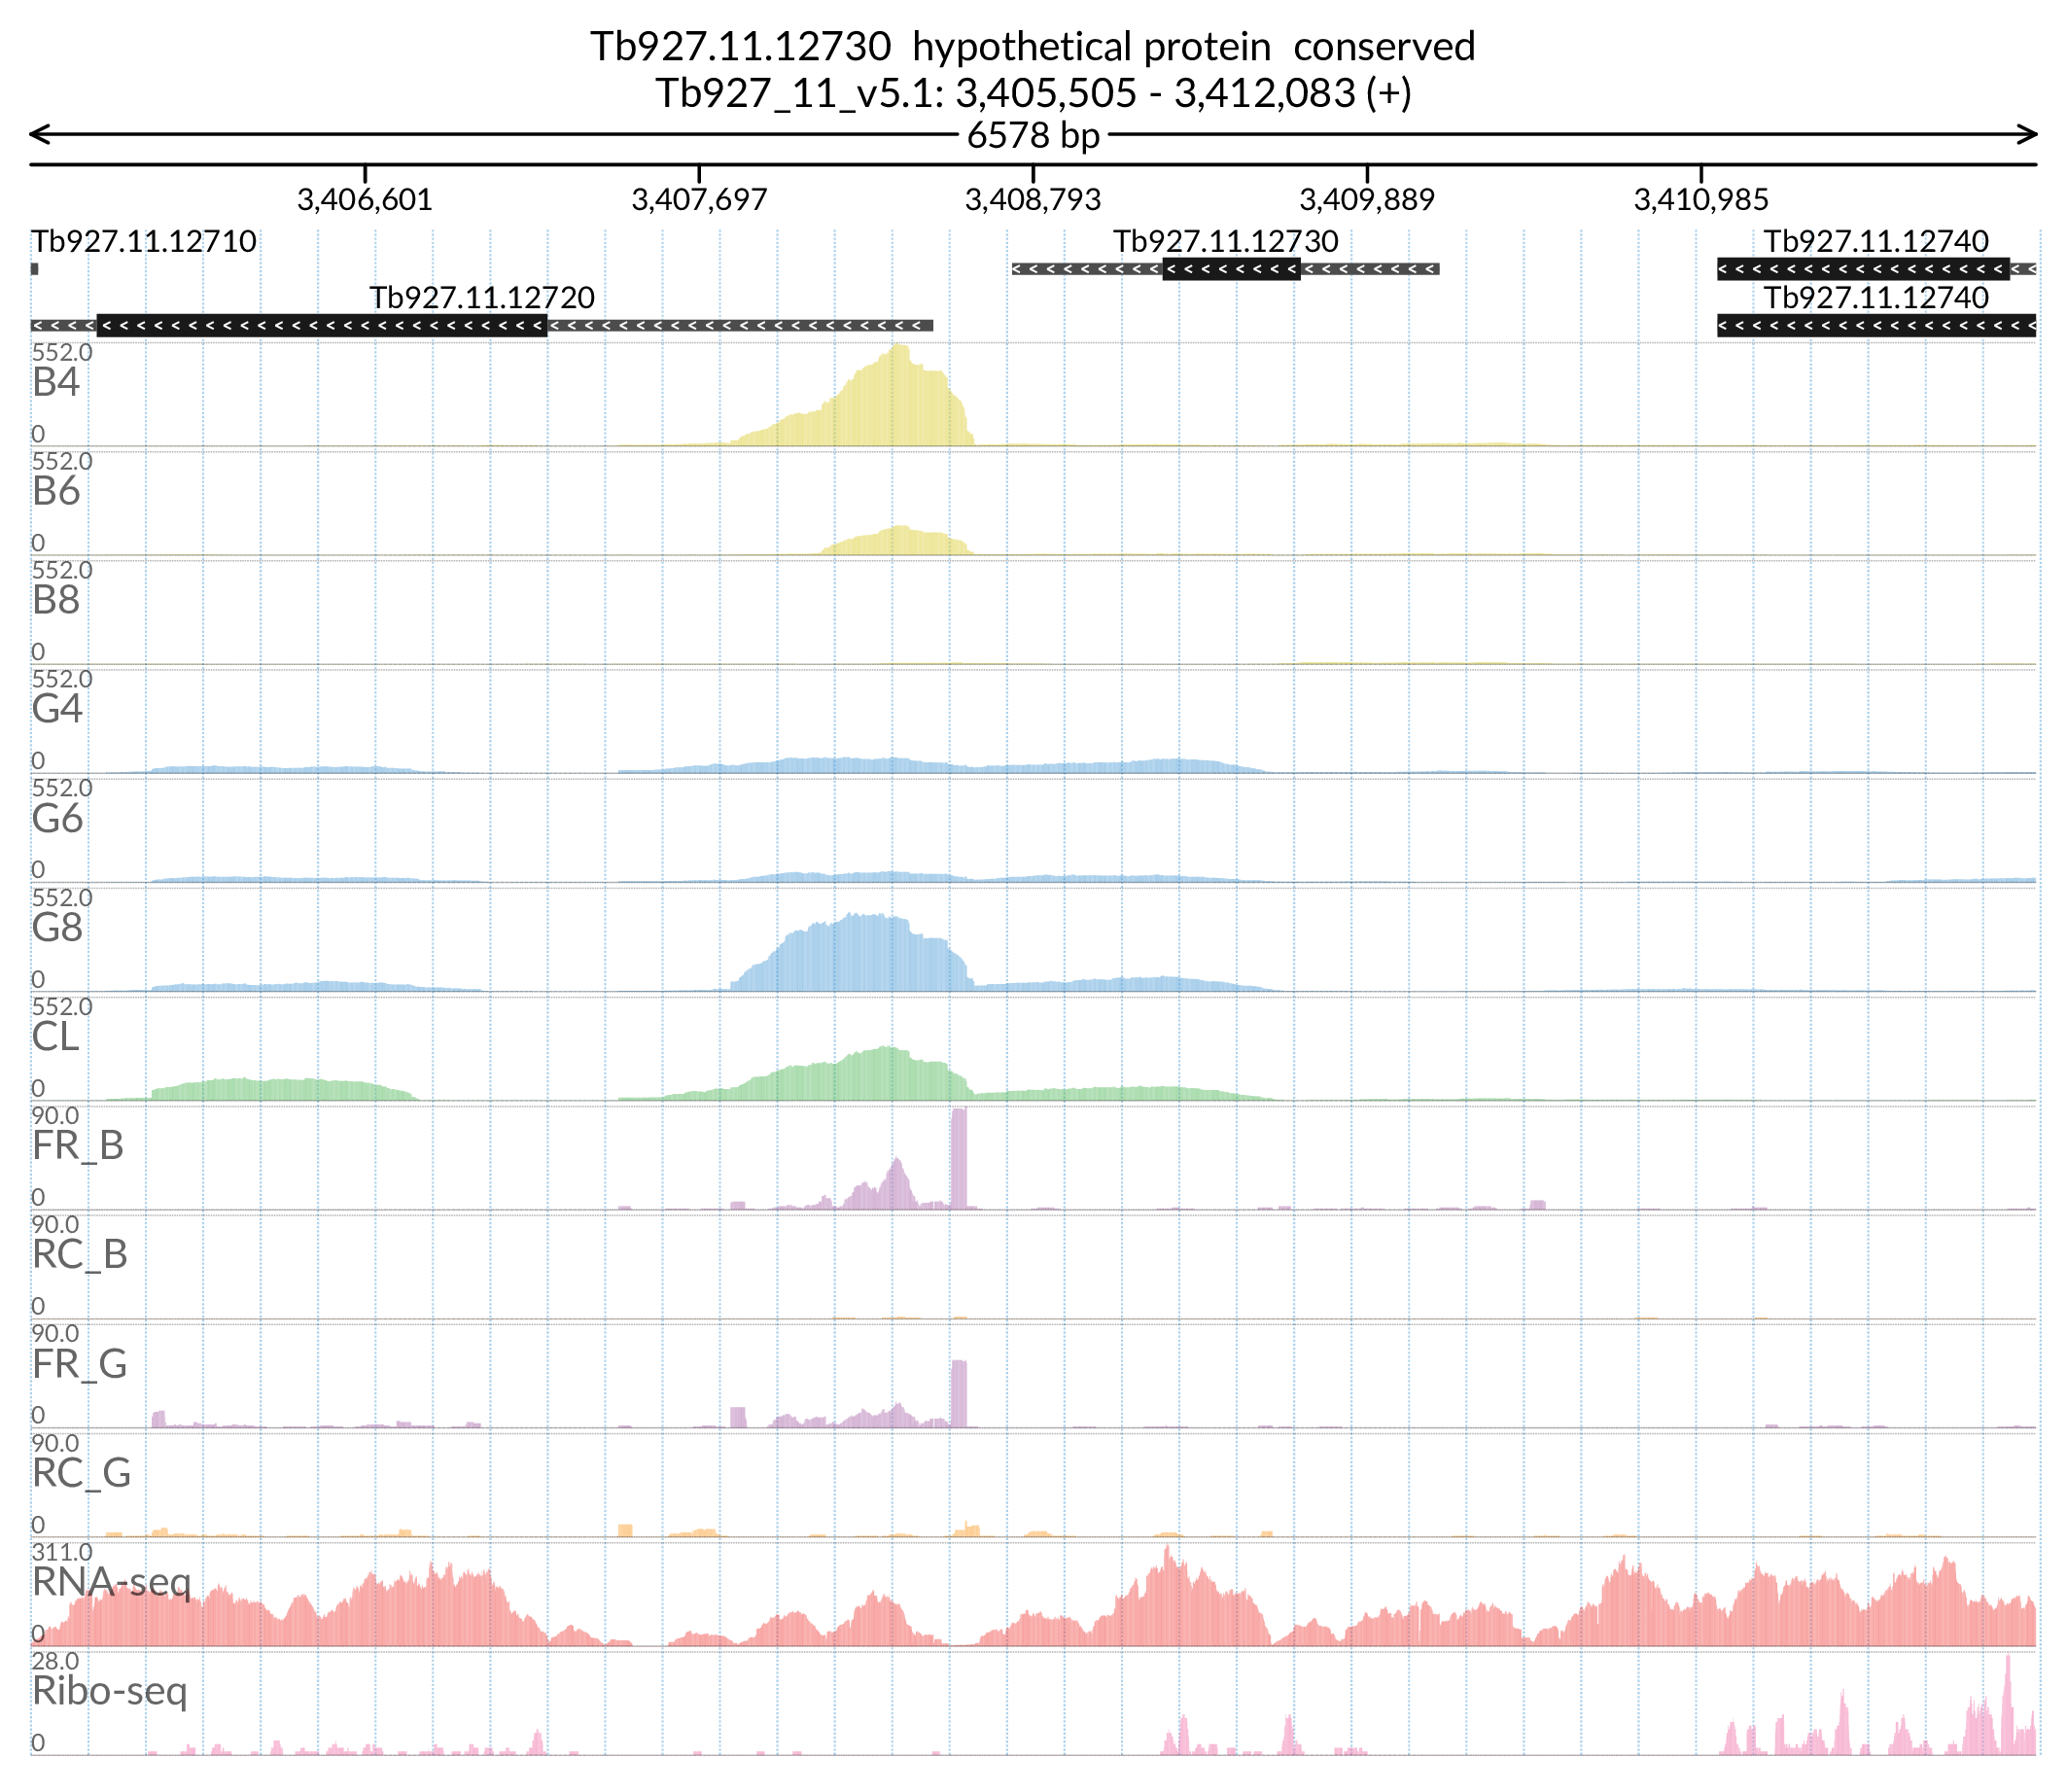 Tb927.11.12730 hypothetical protein conserved
Tb927_11_v5.1: 3,405,505 - 3,412,083 (+)
6578 bp
3,406,601 3,407,697 3,408,793 3,409,889 3,410,985
Tb927.11.12710 Tb927.11.12730 Tb927.11.12740
Tb927.11.12720 Tb927.11.12740
552.0
B4
0
552.0
B6
0
552.0
B8
0
552.0
G4
0
552.0
G6
0
552.0
G8
0
552.0
CL
0
90.0
FR_B
0
90.0
RC_B
0
90.0
FR_G
0
90.0
RC_G
0
311.0
RNA-seq
0
28.0
Ribo-seq
0